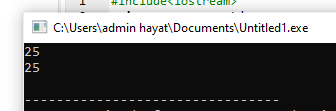 #include<iostream>
C:\Users\admin hayat\Documents\Untitled1.exe
25
25
--------------------------------